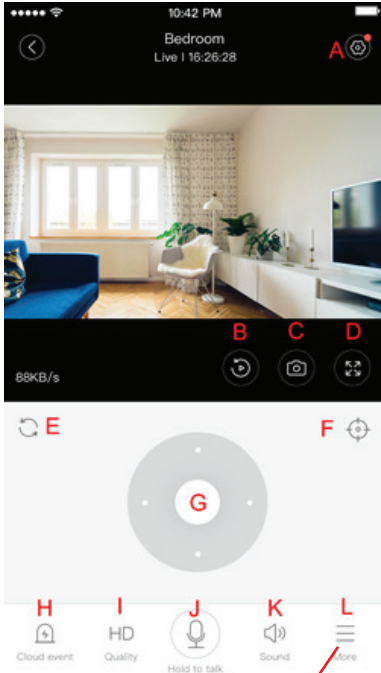 10:42 PM
Bedroom
Live | 16:26:28
A
B C D
88KB/s
E F
G
H I J K L
HD
Cloud event Quality Hold to talk Sound More